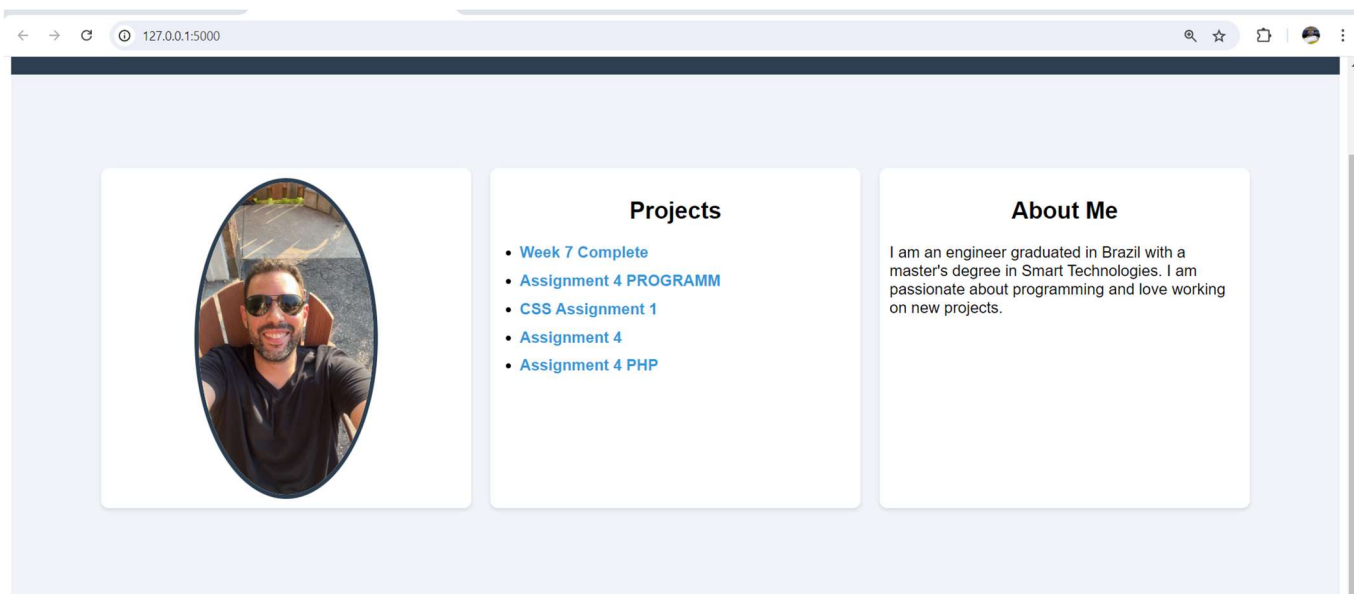 127.0.0.1:5000
Projects
Week 7 Complete
Assignment 4 PROGRAMM
CSS Assignment 1
Assignment 4
Assignment 4 PHP
About Me
I am an engineer graduated in Brazil with a
master's degree in Smart Technologies. I am
passionate about programming and love working
on new projects.